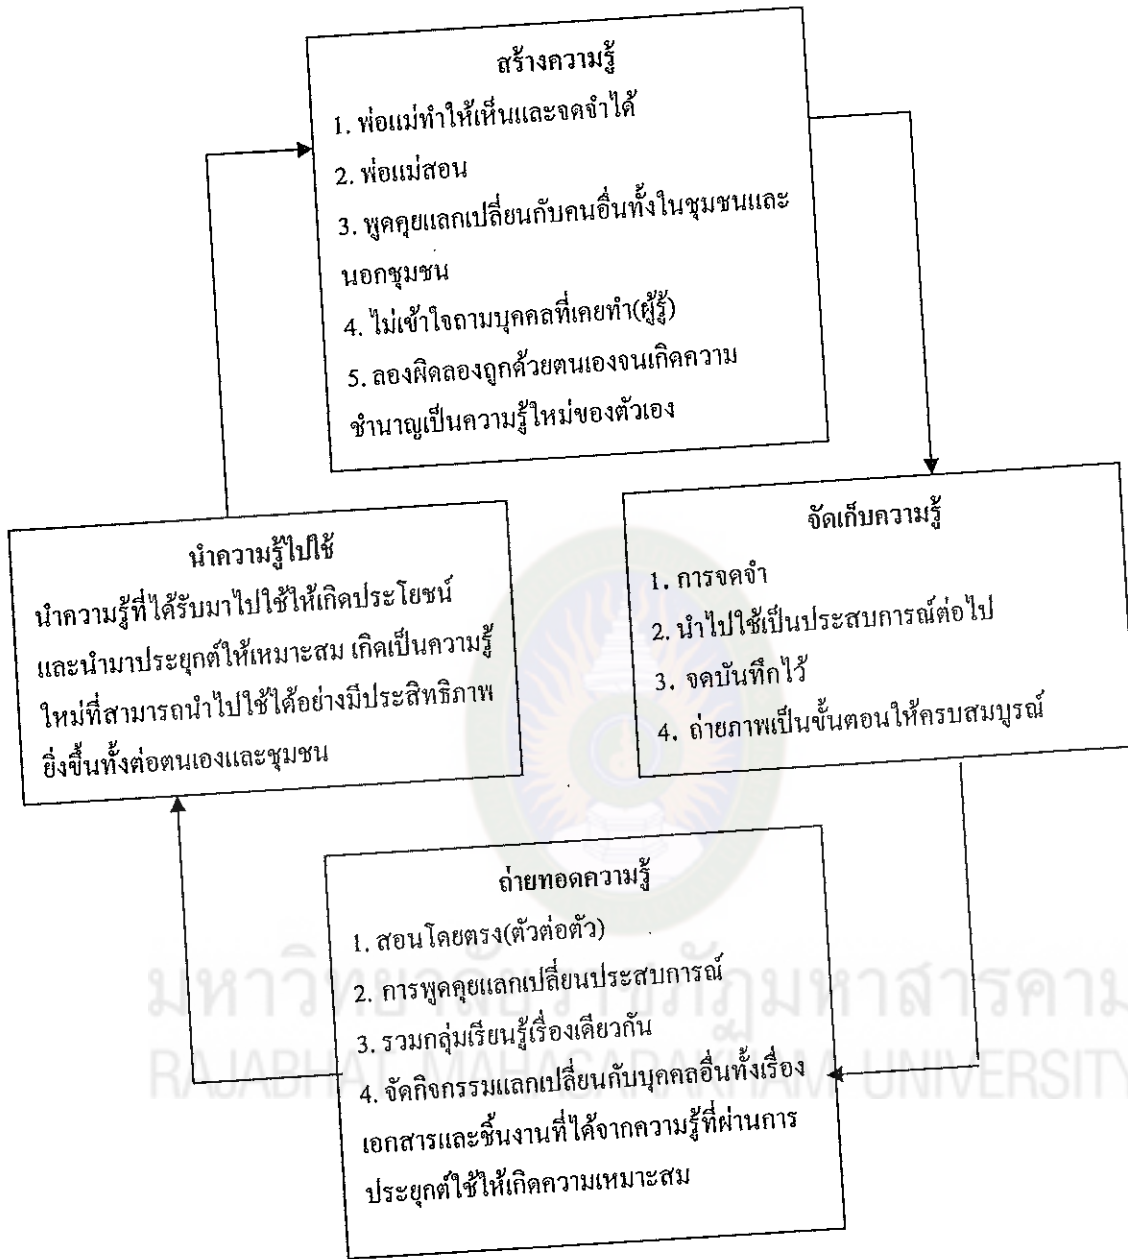 สร้างความรู้
1. พ่อแม่ทำให้เห็นและจดจำได้
2. พ่อแม่สอน
3. พูดคุยแลกเปลี่ยนกับคนอื่นทั้งในชุมชนและ
นอกชุมชน
4. ไม่เข้าใจถามบุคคลที่เคยทำ(ผู้รู้)
5. ลองผิดลองถูกด้วยตนเองจนเกิดความ
ชำนาญเป็นความรู้ใหม่ของตัวเอง
จัดเก็บความรู้
1. การจดจำ
2. นำไปใช้เป็นประสบการณ์ต่อไป
3. จดบันทึกไว้
4. ถ่ายภาพเป็นขั้นตอนให้ครบสมบูรณ์
ถ่ายทอดความรู้
1. สอนโดยตรง(ตัวต่อตัว)
2. การพูดคุยแลกเปลี่ยนประสบการณ์
3. รวมกลุ่มเรียนรู้เรื่องเดียวกัน
4. จัดกิจกรรมแลกเปลี่ยนกับบุคคลอื่นทั้งเรื่อง
เอกสารและชิ้นงานที่ได้จากความรู้ที่ผ่านการ
ประยุกต์ใช้ให้เกิดความเหมาะสม
นำความรู้ไปใช้
นำความรู้ที่ได้รับมาไปใช้ให้เกิดประโยชน์
และนำมาประยุกต์ให้เหมาะสม เกิดเป็นความรู้
ใหม่ที่สามารถนำไปใช้ได้อย่างมีประสิทธิภาพ
ยิ่งขึ้นทั้งต่อตนเองและชุมชน
มหาวิทยาลัยราชภัฏมหาสารคาม
RAJABHAT MAHASARAKHAM UNIVERSITY